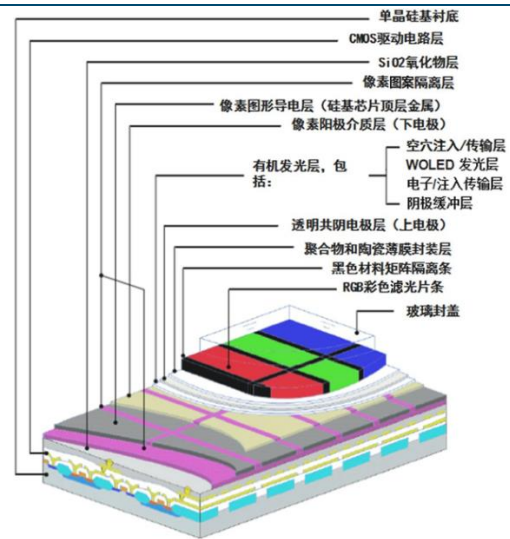 单晶硅基衬底
CMOS驱动电路层
SiO2氧化物层
像素图案隔离层
像素图形导电层（硅基芯片顶层金属）
像素阳极介质层（下电极）
有机发光层，包
括：
空穴注入/传输层
WOLED 发光层
电子/注入传输层
阴极缓冲层
透明共阴电极层（上电极）
聚合物和陶瓷薄膜封装层
黑色材料矩阵隔离条
RGB彩色滤光片条
玻璃封盖